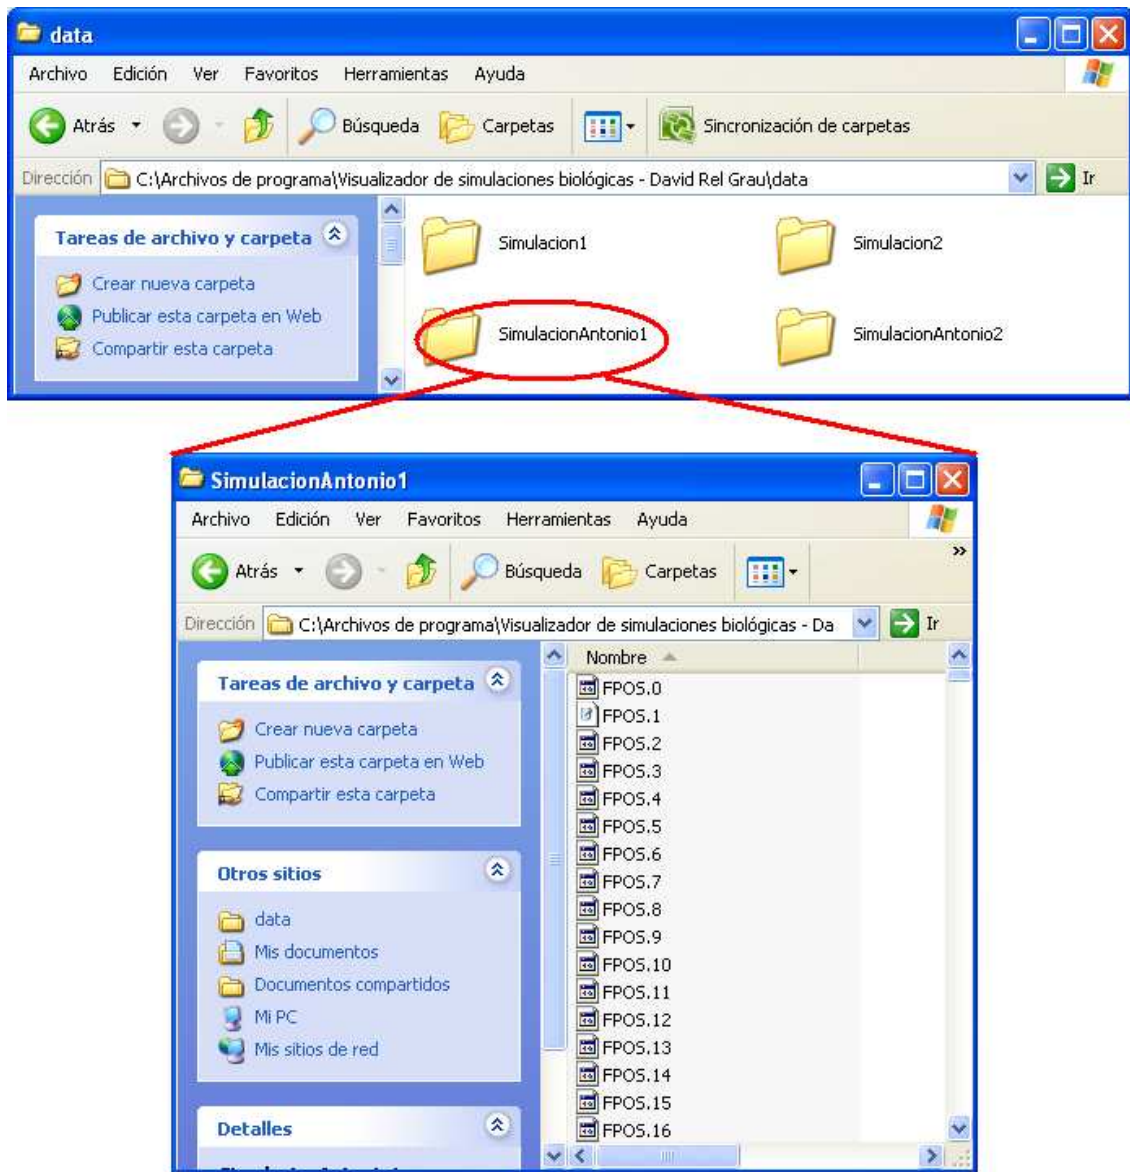 data
Archivo Edición Ver Favoritos Herramientas Ayuda
Atrás Búsqueda Carpetas Sincronización de carpetas
Dirección C:\Archivos de programa\Visualizador de simulaciones biológicas - David Rel Grau\data Ir
Tareas de archivo y carpeta
Crear nueva carpeta
Publicar esta carpeta en Web
Compartir esta carpeta
Simulacion1 Simulacion2
SimulacionAntonio1 SimulacionAntonio2
SimulacionAntonio1
Archivo Edición Ver Favoritos Herramientas Ayuda
Atrás Búsqueda Carpetas »
Dirección C:\Archivos de programa\Visualizador de simulaciones biológicas - Da Ir
Tareas de archivo y carpeta
Crear nueva carpeta
Publicar esta carpeta en Web
Compartir esta carpeta
Otros sitios
data
Mis documentos
Documentos compartidos
Mi PC
Mis sitios de red
Detalles
Nombre
FPOS.0
FPOS.1
FPOS.2
FPOS.3
FPOS.4
FPOS.5
FPOS.6
FPOS.7
FPOS.8
FPOS.9
FPOS.10
FPOS.11
FPOS.12
FPOS.13
FPOS.14
FPOS.15
FPOS.16